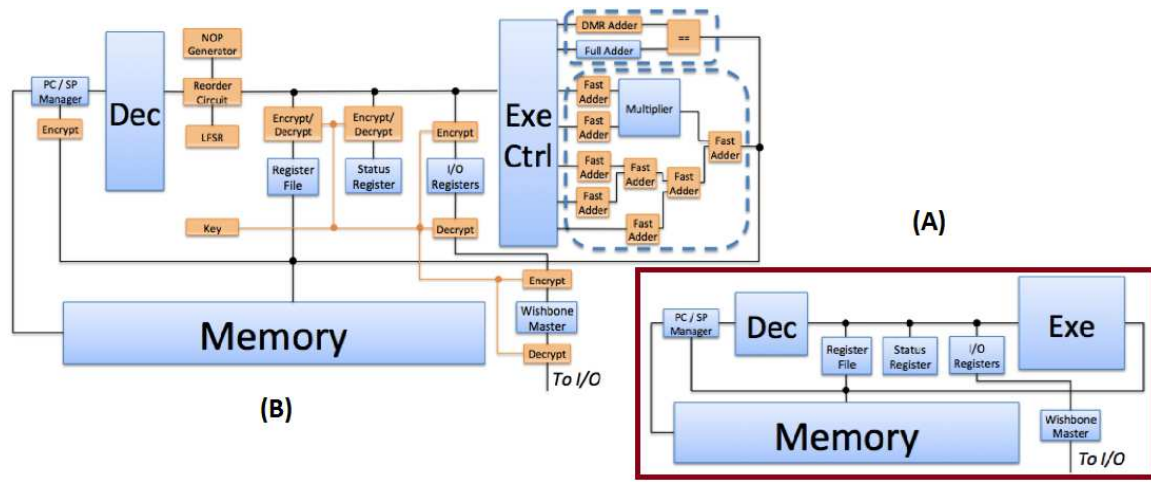 NOP
Generator
PC / SP
Manager
Encrypt
Dec
Reorder
Circuit
LFSR
Encrypt/
Decrypt
Encrypt/
Decrypt
Encrypt
Register
File
Status
Register
I/O
Registers
Key
Decrypt
Encrypt
Wishbone
Master
Decrypt
To I/O
Memory
(B)
Exe
Ctrl
DMR Adder
==
Full Adder
Fast
Adder
Multiplier
Fast
Adder
Fast
Adder
Fast
Adder
Fast
Adder
Fast
Adder
Fast
Adder
Fast
Adder
(A)
PC / SP
Manager
Dec
Register
File
Status
Register
I/O
Registers
Exe
Memory
Wishbone
Master
To I/O